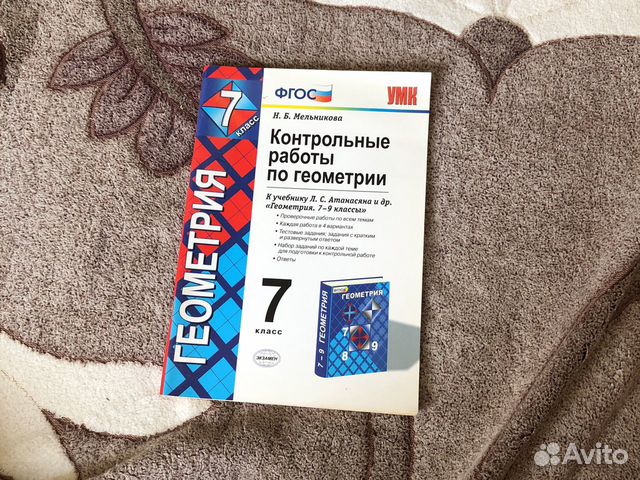 7
класс
ГЕОМЕТРИЯ
ФГОС
УМК
Н. Б. Мельникова
Контрольные
работы
по геометрии
К учебнику Л. С. Атанасяна и др.
«Геометрия. 7–9 классы»
• Проверочные работы по всем темам
• Каждая работа в 4 вариантах
• Тестовые задания, задания с кратким
и развернутым ответом
• Набор заданий по каждой теме
для подготовки к контрольной работе
• Ответы
7
класс
ЭКЗАМЕН
ФГОС
ГЕОМЕТРИЯ
7
8
9
7–9 ГЕОМЕТРИЯ
Avito